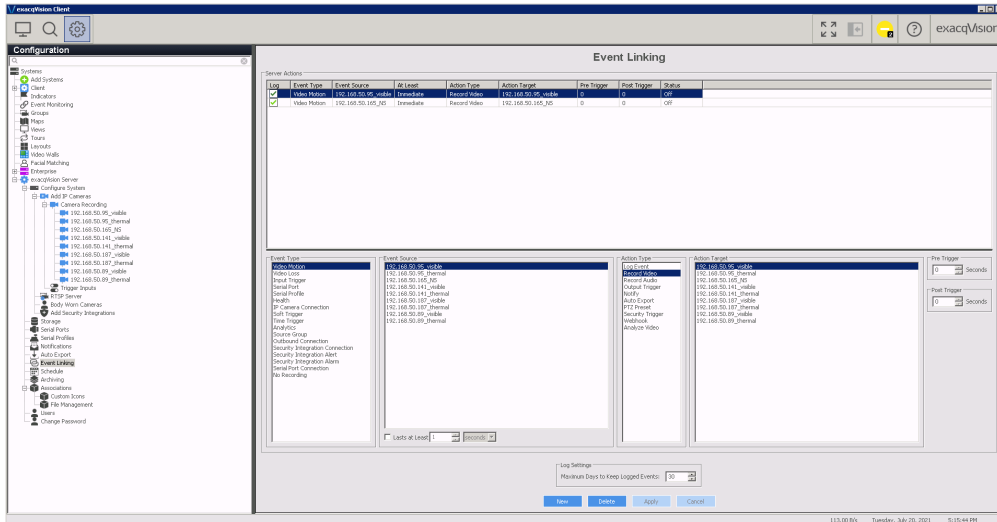 exacqVision Client
exacqVision
Configuration
Systems
Add Systems
Client
Indicators
Event Monitoring
Groups
Maps
Views
Tours
Layouts
Video Walls
Facial Matching
Enterprise
exacqVision Server
Configure System
Add IP Cameras
Camera Recording
192.168.50.95_visible
192.168.50.95_thermal
192.168.50.165_NS
192.168.50.141_visible
192.168.50.141_thermal
192.168.50.187_visible
192.168.50.187_thermal
192.168.50.89_visible
192.168.50.89_thermal
Trigger Inputs
RTSP Server
Body Worn Cameras
Add Security Integrations
Storage
Serial Ports
Serial Profiles
Notifications
Auto Export
Event Linking
Schedule
Archiving
Associations
Custom Icons
File Management
Users
Change Password
Event Linking
Server Actions
Log Event Type Event Source At Least Action Type Action Target Pre Trigger Post Trigger Status
Video Motion 192.168.50.95_visible Immediate Record Video 192.168.50.95_visible 0 0 Off
Video Motion 192.168.50.165_NS Immediate Record Video 192.168.50.165_NS 0 0 Off
Event Type
Video Motion
Video Loss
Input Trigger
Serial Port
Serial Profile
Health
IP Camera Connection
Soft Trigger
Time Trigger
Analytics
Source Group
Outbound Connection
Security Integration Connection
Security Integration Alert
Security Integration Alarm
Serial Port Connection
No Recording
Event Source
192.168.50.95_visible
192.168.50.95_thermal
192.168.50.165_NS
192.168.50.141_visible
192.168.50.141_thermal
192.168.50.187_visible
192.168.50.187_thermal
192.168.50.89_visible
192.168.50.89_thermal
Lasts at Least 1 seconds
Action Type
Log Event
Record Video
Record Audio
Output Trigger
Notify
Auto Export
PTZ Preset
Security Trigger
Webhook
Analyze Video
Action Target
192.168.50.95_visible
192.168.50.95_thermal
192.168.50.165_NS
192.168.50.141_visible
192.168.50.141_thermal
192.168.50.187_visible
192.168.50.187_thermal
192.168.50.89_visible
192.168.50.89_thermal
Pre Trigger
0 Seconds
Post Trigger
0 Seconds
Log Settings
Maximum Days to Keep Logged Events: 30
New Delete Apply Cancel
113.00 B/s Tuesday, July 20, 2021 5:15:44 PM